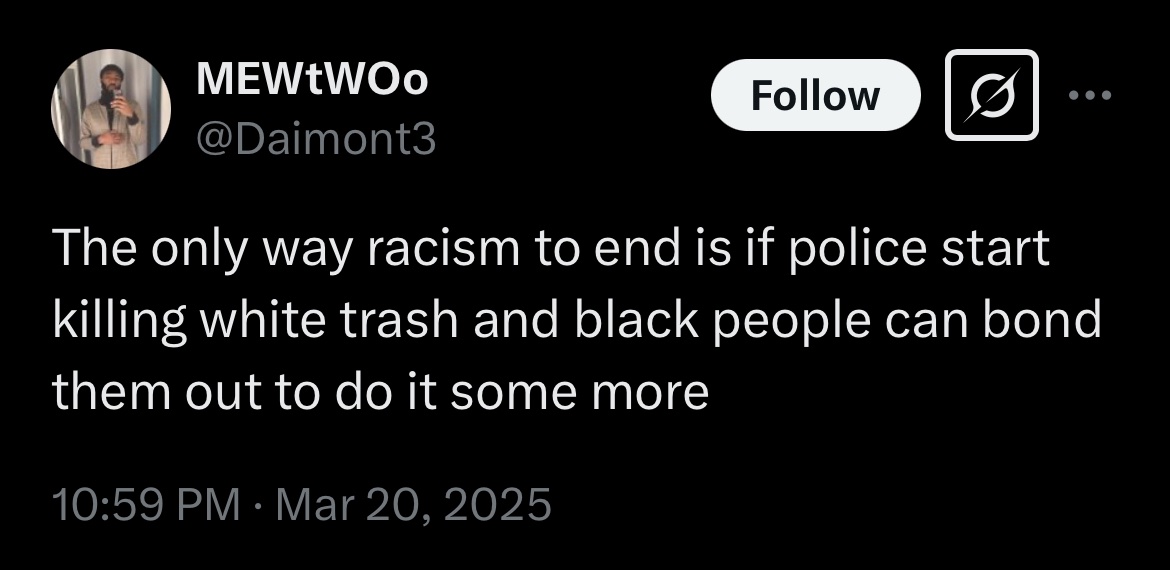 MEWtWOo
Follow
@Daimont3
The only way racism to end is if police start
killing white trash and black people can bond
them out to do it some more
10:59 PM · Mar 20, 2025